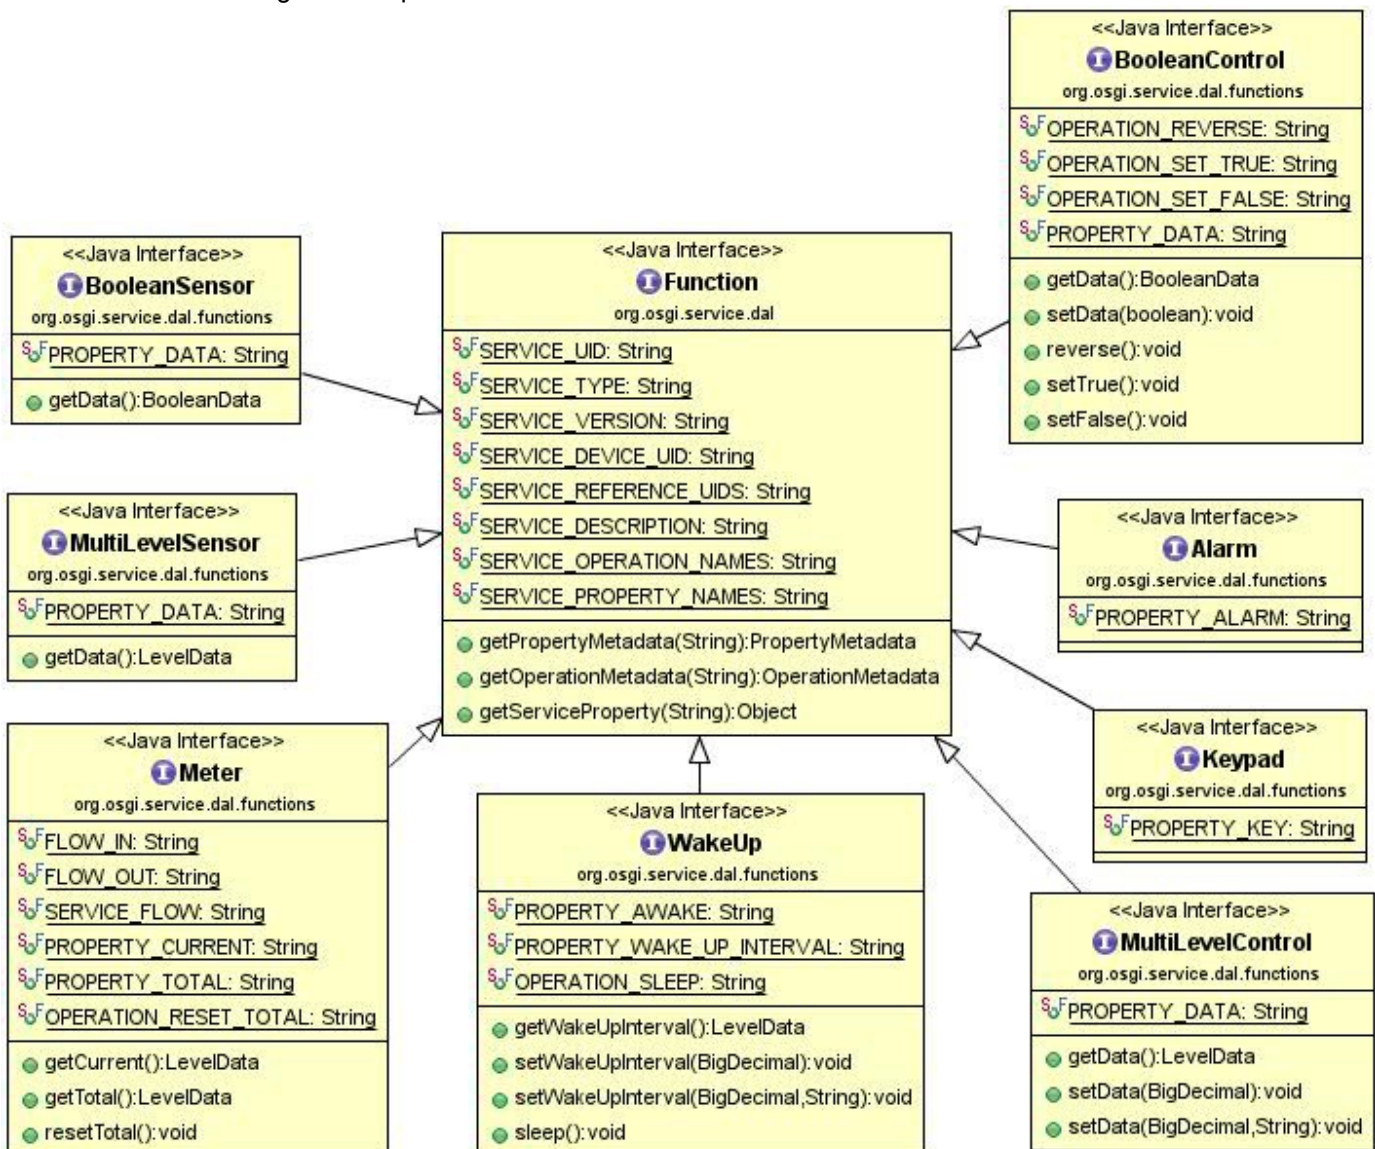 <<Java Interface>>
BooleanControl
org.osgi.service.dal.functions
OPERATION_REVERSE: String
OPERATION_SET_TRUE: String
OPERATION_SET_FALSE: String
PROPERTY_DATA: String
getData():BooleanData
setData(boolean):void
reverse():void
setTrue():void
setFalse():void
<<Java Interface>>
BooleanSensor
org.osgi.service.dal.functions
PROPERTY_DATA: String
getData():BooleanData
<<Java Interface>>
Function
org.osgi.service.dal
SERVICE_UID: String
SERVICE_TYPE: String
SERVICE_VERSION: String
SERVICE_DEVICE_UID: String
SERVICE_REFERENCE_UIDS: String
SERVICE_DESCRIPTION: String
SERVICE_OPERATION_NAMES: String
SERVICE_PROPERTY_NAMES: String
getPropertyMetadata(String):PropertyMetadata
getOperationMetadata(String):OperationMetadata
getServiceProperty(String):Object
<<Java Interface>>
MultiLevelSensor
org.osgi.service.dal.functions
PROPERTY_DATA: String
getData():LevelData
<<Java Interface>>
Alarm
org.osgi.service.dal.functions
PROPERTY_ALARM: String
<<Java Interface>>
Keypad
org.osgi.service.dal.functions
PROPERTY_KEY: String
<<Java Interface>>
Meter
org.osgi.service.dal.functions
FLOW_IN: String
FLOW_OUT: String
SERVICE_FLOW: String
PROPERTY_CURRENT: String
PROPERTY_TOTAL: String
OPERATION_RESET_TOTAL: String
getCurrent():LevelData
getTotal():LevelData
resetTotal():void
<<Java Interface>>
WakeUp
org.osgi.service.dal.functions
PROPERTY_AWAKE: String
PROPERTY_WAKE_UP_INTERVAL: String
OPERATION_SLEEP: String
getWakeUpInterval():LevelData
setWakeUpInterval(BigDecimal):void
setWakeUpInterval(BigDecimal,String):void
sleep():void
<<Java Interface>>
MultiLevelControl
org.osgi.service.dal.functions
PROPERTY_DATA: String
getData():LevelData
setData(BigDecimal):void
setData(BigDecimal,String):void